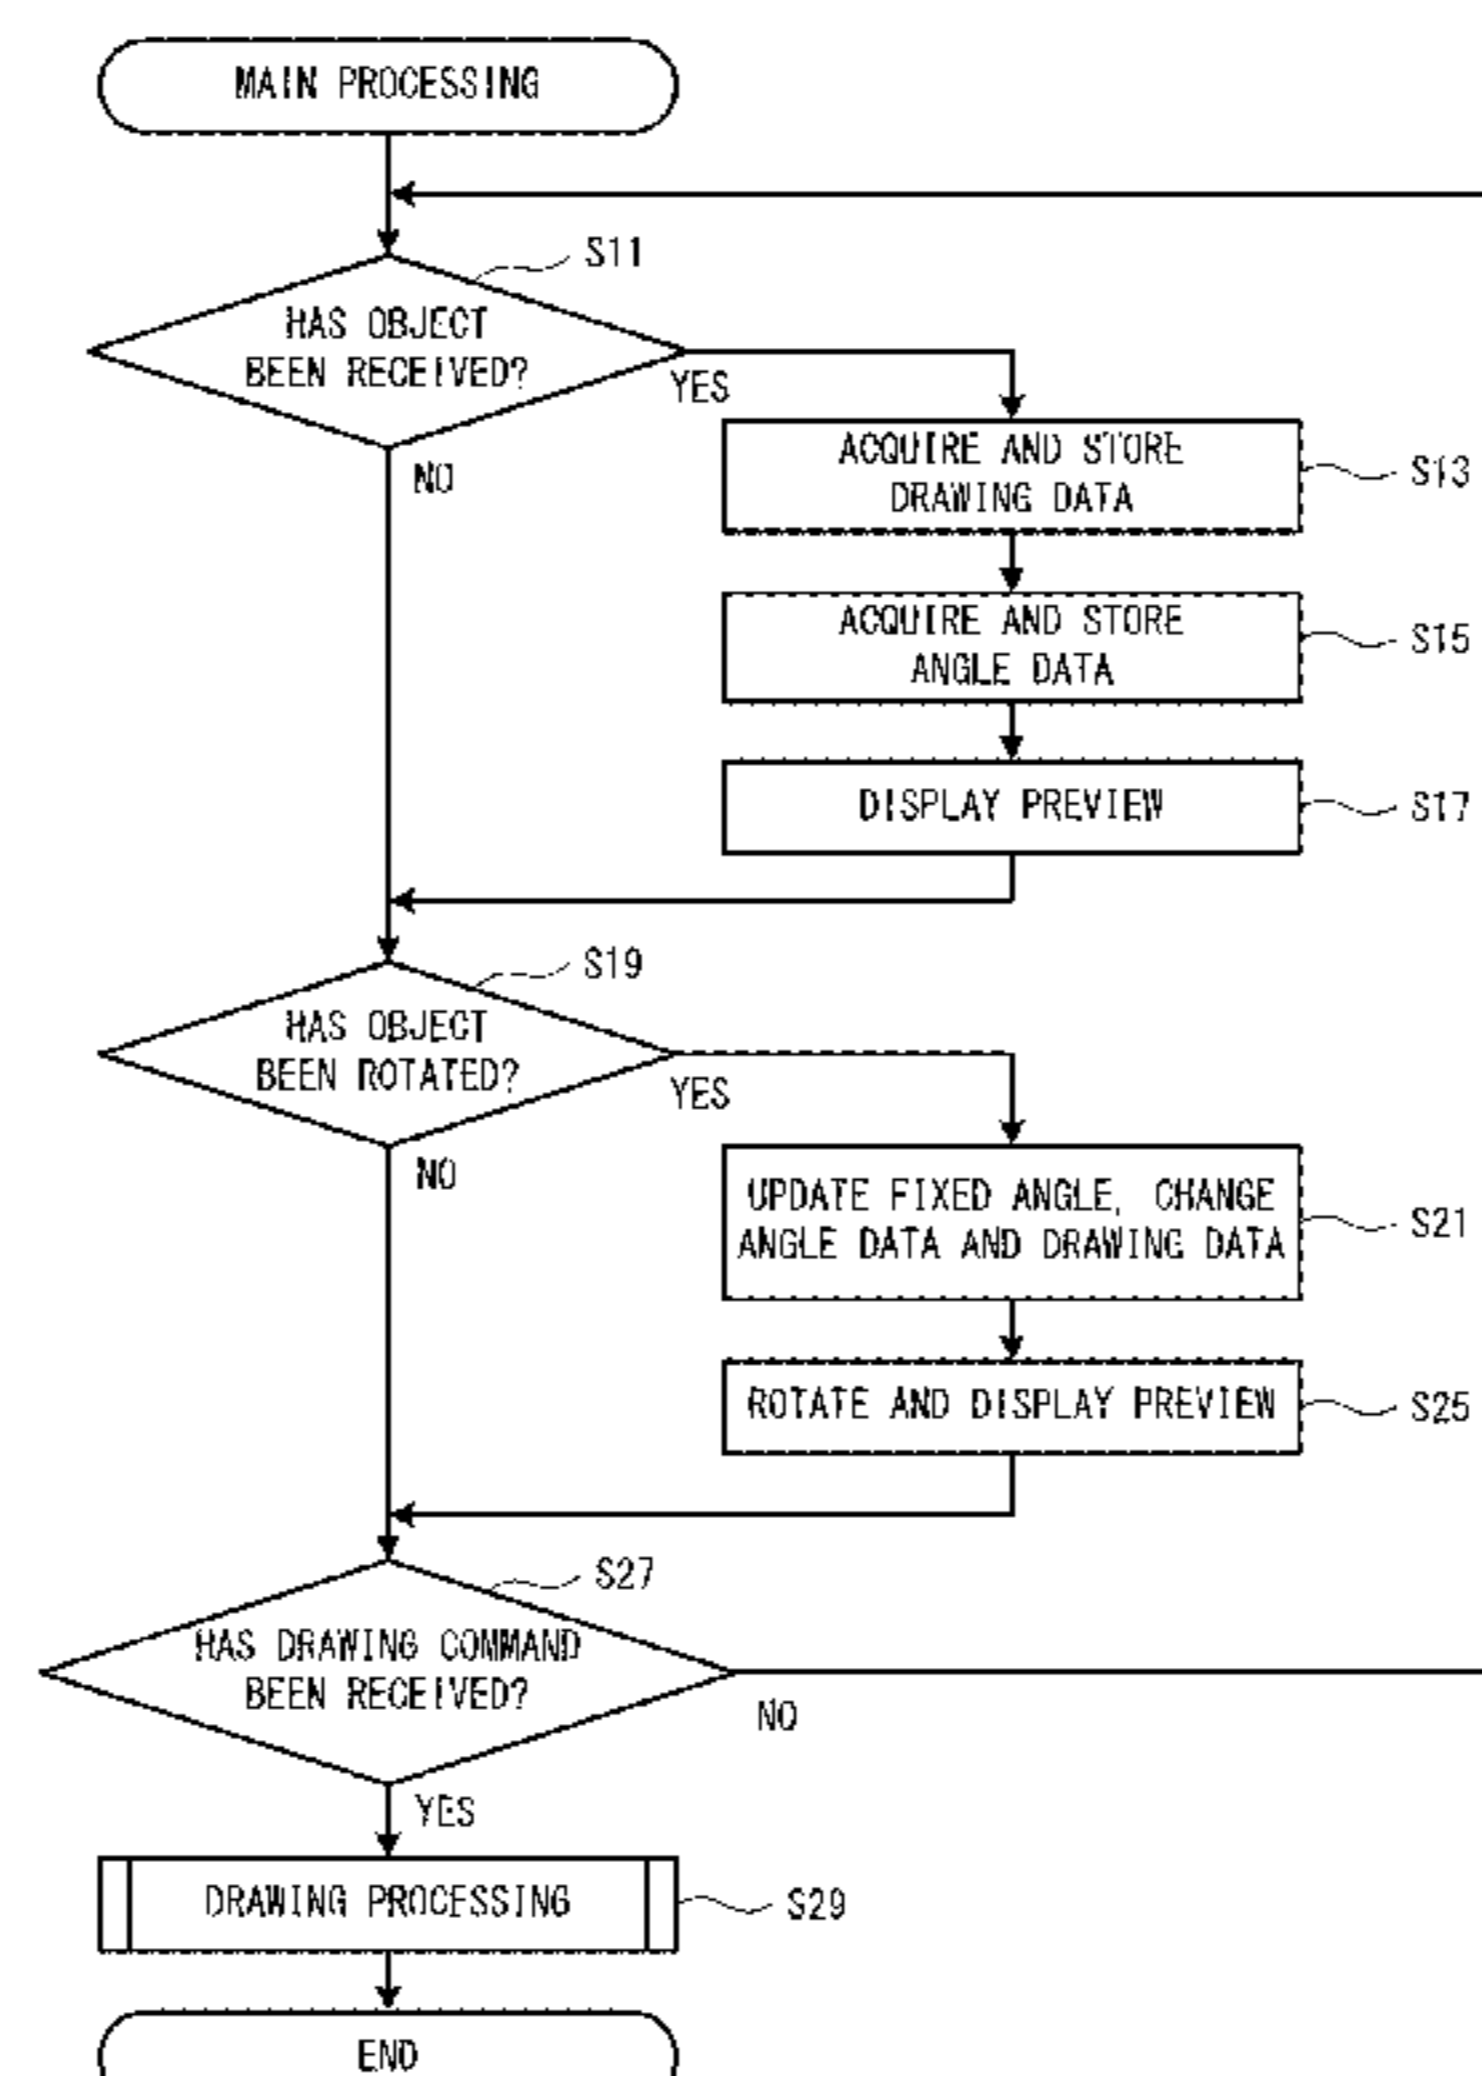 MAIN PROCESSING
S11
HAS OBJECT
BEEN RECEIVED?
YES
NO
ACQUIRE AND STORE
DRAWING DATA
S13
ACQUIRE AND STORE
ANGLE DATA
S15
DISPLAY PREVIEW
S17
S19
HAS OBJECT
BEEN ROTATED?
YES
NO
UPDATE FIXED ANGLE, CHANGE
ANGLE DATA AND DRAWING DATA
S21
ROTATE AND DISPLAY PREVIEW
S25
S27
HAS DRAWING COMMAND
BEEN RECEIVED?
NO
YES
DRAWING PROCESSING
S29
END